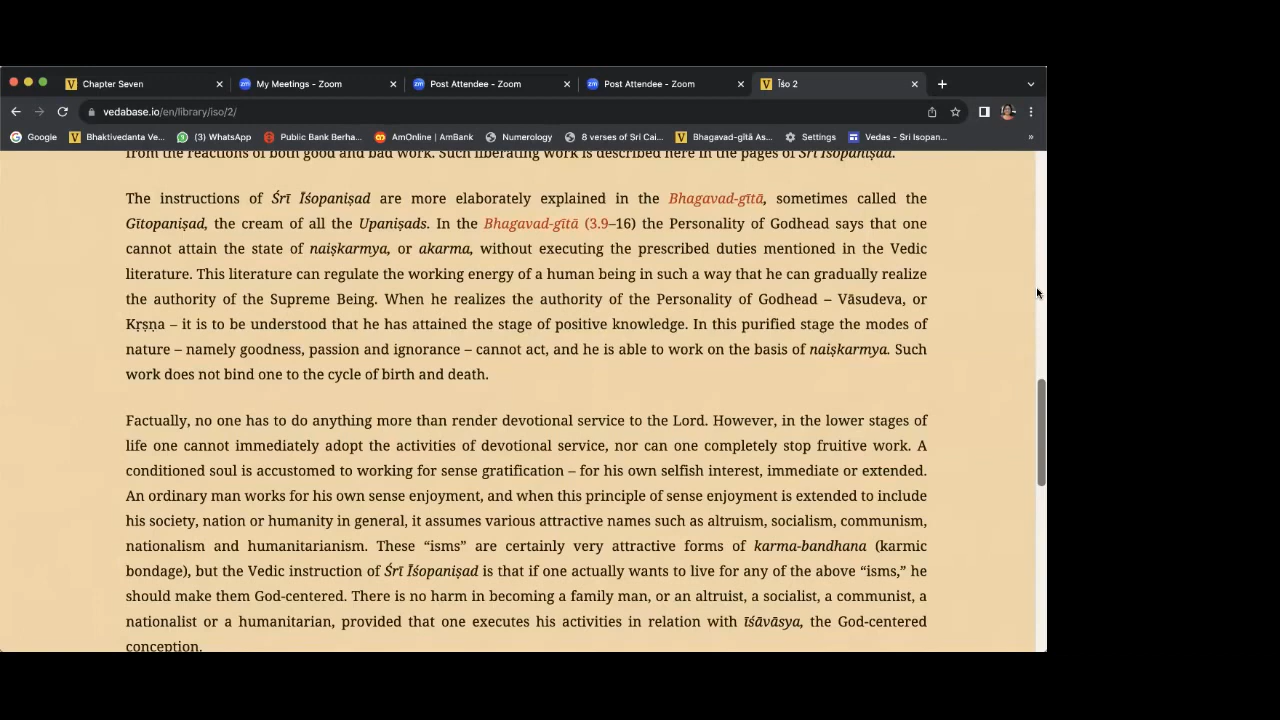 Chapter Seven
My Meetings - Zoom
Post Attendee - Zoom
Post Attendee - Zoom
Īśo 2
vedabase.io/en/library/iso/2/
Google
Bhaktivedanta Ve...
(3) WhatsApp
Public Bank Berha...
AmOnline | AmBank
Numerology
8 verses of Sri Cai...
Bhagavad-gītā As...
Settings
Vedas - Sri Isopan...
»
from the reactions of both good and bad work. Such liberating work is described here in the pages of Śrī Īśopaniṣad.
The instructions of Śrī Īśopaniṣad are more elaborately explained in the Bhagavad-gītā, sometimes called the
Gītopaniṣad, the cream of all the Upaniṣads. In the Bhagavad-gītā (3.9–16) the Personality of Godhead says that one
cannot attain the state of naiṣkarmya, or akarma, without executing the prescribed duties mentioned in the Vedic
literature. This literature can regulate the working energy of a human being in such a way that he can gradually realize
the authority of the Supreme Being. When he realizes the authority of the Personality of Godhead – Vāsudeva, or
Kṛṣṇa – it is to be understood that he has attained the stage of positive knowledge. In this purified stage the modes of
nature – namely goodness, passion and ignorance – cannot act, and he is able to work on the basis of naiṣkarmya. Such
work does not bind one to the cycle of birth and death.
Factually, no one has to do anything more than render devotional service to the Lord. However, in the lower stages of
life one cannot immediately adopt the activities of devotional service, nor can one completely stop fruitive work. A
conditioned soul is accustomed to working for sense gratification – for his own selfish interest, immediate or extended.
An ordinary man works for his own sense enjoyment, and when this principle of sense enjoyment is extended to include
his society, nation or humanity in general, it assumes various attractive names such as altruism, socialism, communism,
nationalism and humanitarianism. These “isms” are certainly very attractive forms of karma-bandhana (karmic
bondage), but the Vedic instruction of Śrī Īśopaniṣad is that if one actually wants to live for any of the above “isms,” he
should make them God-centered. There is no harm in becoming a family man, or an altruist, a socialist, a communist, a
nationalist or a humanitarian, provided that one executes his activities in relation with īśāvāsya, the God-centered
conception.